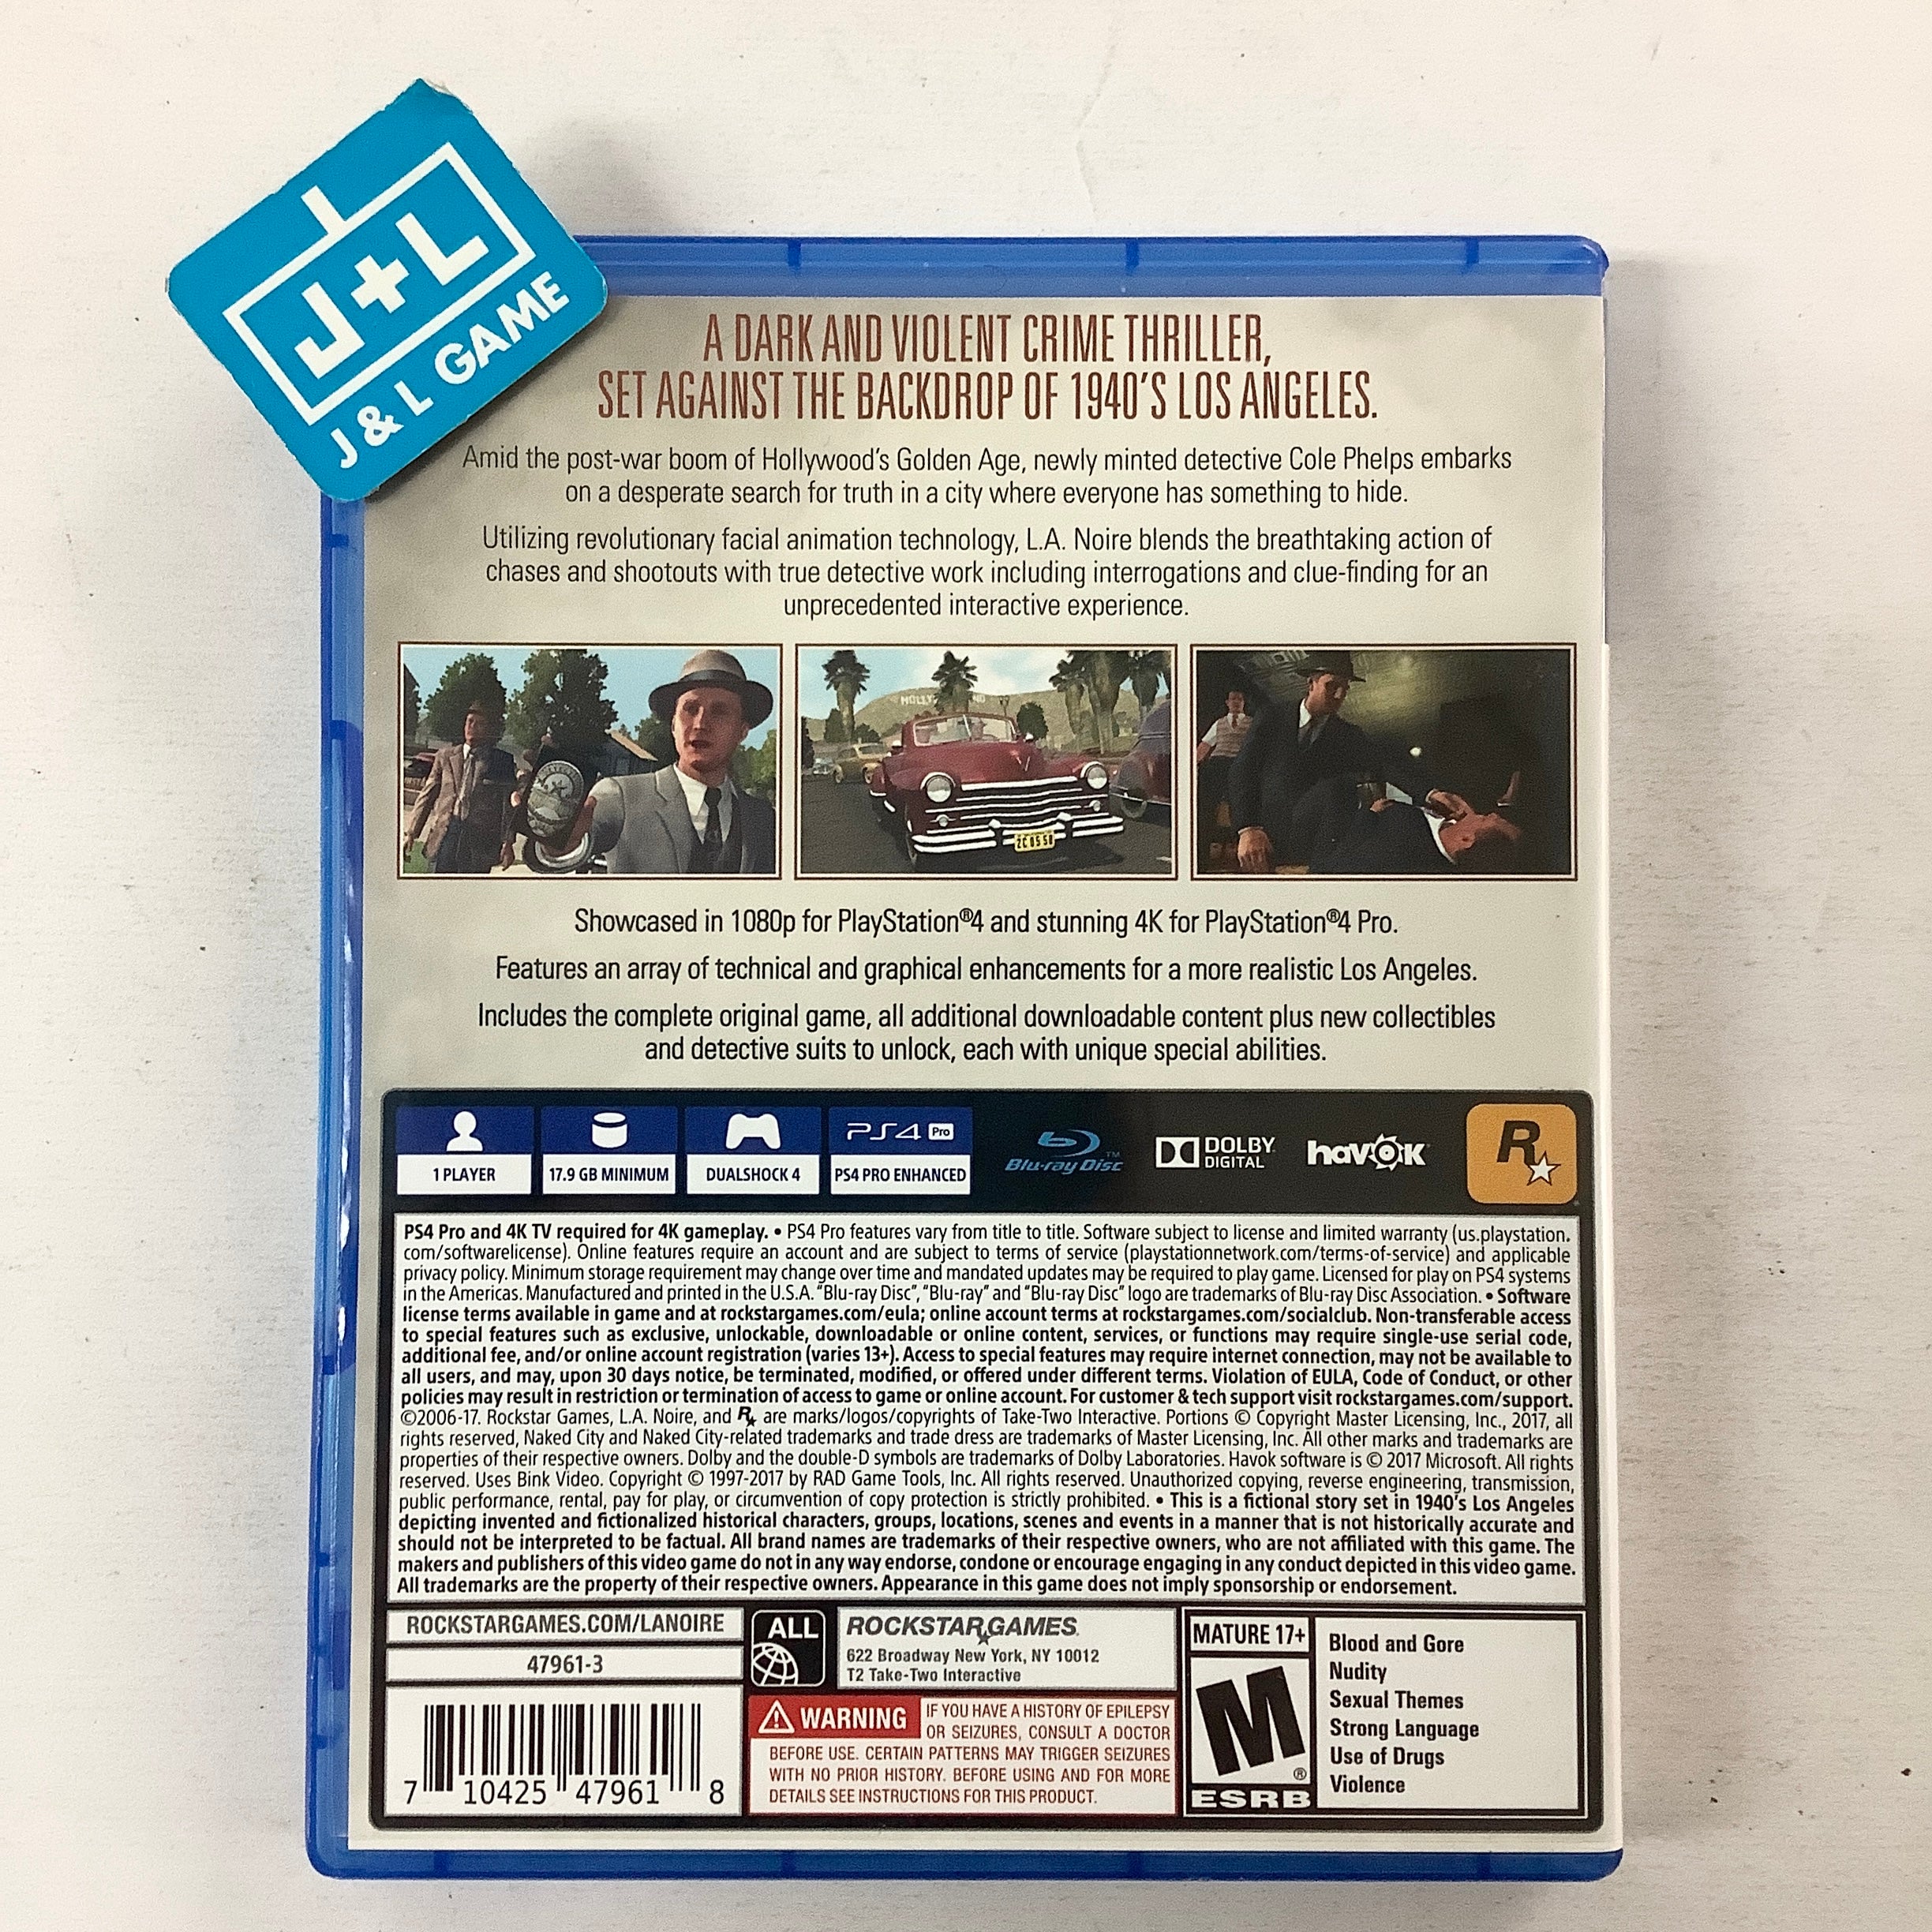 J+L
J & L GAME
A DARK AND VIOLENT CRIME THRILLER,
SET AGAINST THE BACKDROP OF 1940'S LOS ANGELES.
Amid the post-war boom of Hollywood's Golden Age, newly minted detective Cole Phelps embarks
on a desperate search for truth in a city where everyone has something to hide.
Utilizing revolutionary facial animation technology, L.A. Noire blends the breathtaking action of
chases and shootouts with true detective work including interrogations and clue-finding for an
unprecedented interactive experience.
HOLLY
2C 05 50
Showcased in 1080p for PlayStation®4 and stunning 4K for PlayStation®4 Pro.
Features an array of technical and graphical enhancements for a more realistic Los Angeles.
Includes the complete original game, all additional downloadable content plus new collectibles
and detective suits to unlock, each with unique special abilities.
1 PLAYER
17.9 GB MINIMUM
DUALSHOCK 4
PS4 Pro
PS4 PRO ENHANCED
Blu-ray Disc™
DOLBY
DIGITAL
havok
R
PS4 Pro and 4K TV required for 4K gameplay. • PS4 Pro features vary from title to title. Software subject to license and limited warranty (us.playstation.
com/softwarelicense). Online features require an account and are subject to terms of service (playstationnetwork.com/terms-of-service) and applicable
privacy policy. Minimum storage requirement may change over time and mandated updates may be required to play game. Licensed for play on PS4 systems
in the Americas. Manufactured and printed in the U.S.A. "Blu-ray Disc", "Blu-ray" and "Blu-ray Disc" logo are trademarks of Blu-ray Disc Association. • Software
license terms available in game and at rockstargames.com/eula; online account terms at rockstargames.com/socialclub. Non-transferable access
to special features such as exclusive, unlockable, downloadable or online content, services, or functions may require single-use serial code,
additional fee, and/or online account registration (varies 13+). Access to special features may require internet connection, may not be available to
all users, and may, upon 30 days notice, be terminated, modified, or offered under different terms. Violation of EULA, Code of Conduct, or other
policies may result in restriction or termination of access to game or online account. For customer & tech support visit rockstargames.com/support.
©2006-17. Rockstar Games, L.A. Noire, and R are marks/logos/copyrights of Take-Two Interactive. Portions © Copyright Master Licensing, Inc., 2017, all
rights reserved, Naked City and Naked City-related trademarks and trade dress are trademarks of Master Licensing, Inc. All other marks and trademarks are
properties of their respective owners. Dolby and the double-D symbols are trademarks of Dolby Laboratories. Havok software is © 2017 Microsoft. All rights
reserved. Uses Bink Video. Copyright © 1997-2017 by RAD Game Tools, Inc. All rights reserved. Unauthorized copying, reverse engineering, transmission,
public performance, rental, pay for play, or circumvention of copy protection is strictly prohibited. • This is a fictional story set in 1940's Los Angeles
depicting invented and fictionalized historical characters, groups, locations, scenes and events in a manner that is not historically accurate and
should not be interpreted to be factual. All brand names are trademarks of their respective owners, who are not affiliated with this game. The
makers and publishers of this video game do not in any way endorse, condone or encourage engaging in any conduct depicted in this video game.
All trademarks are the property of their respective owners. Appearance in this game does not imply sponsorship or endorsement.
ROCKSTARGAMES.COM/LANOIRE
47961-3
7 10425 47961 8
ALL
ROCKSTAR GAMES
622 Broadway New York, NY 10012
T2 Take-Two Interactive
WARNING IF YOU HAVE A HISTORY OF EPILEPSY
OR SEIZURES, CONSULT A DOCTOR
BEFORE USE. CERTAIN PATTERNS MAY TRIGGER SEIZURES
WITH NO PRIOR HISTORY. BEFORE USING AND FOR MORE
DETAILS SEE INSTRUCTIONS FOR THIS PRODUCT.
MATURE 17+
M®
ESRB
Blood and Gore
Nudity
Sexual Themes
Strong Language
Use of Drugs
Violence